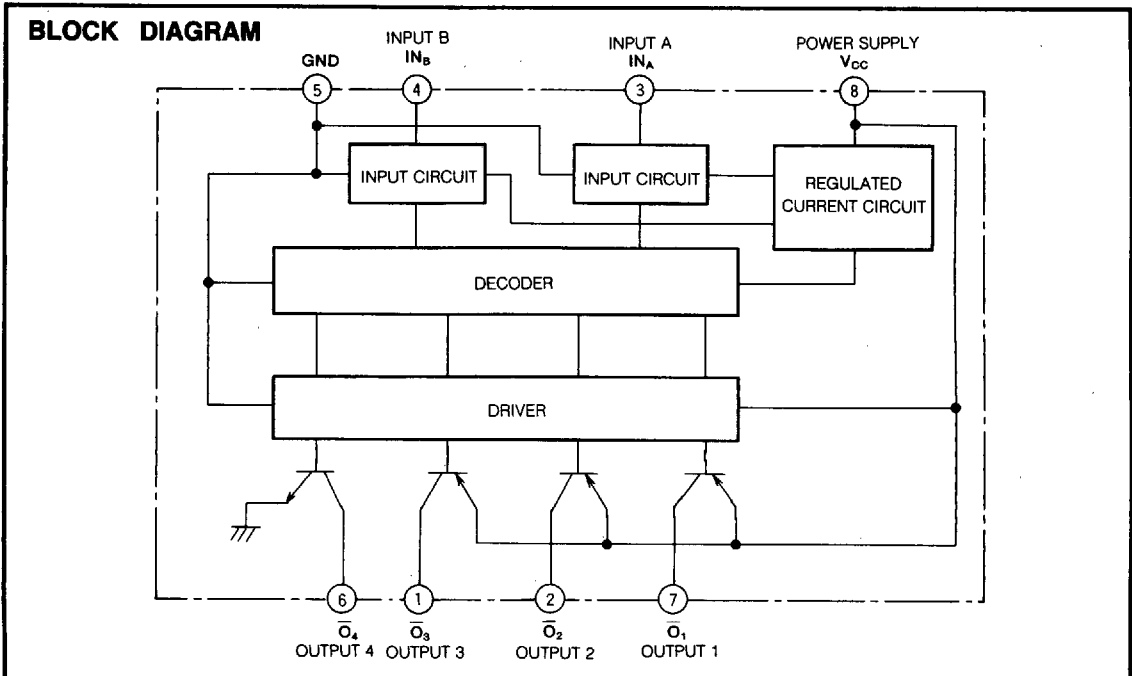 BLOCK DIAGRAM
GND
INPUT B
IN_B
INPUT A
IN_A
POWER SUPPLY
V_CC
5
4
3
8
INPUT CIRCUIT
INPUT CIRCUIT
REGULATED
CURRENT CIRCUIT
DECODER
DRIVER
6
1
2
7
O̅₄
O̅₃
O̅₂
O̅₁
OUTPUT 4
OUTPUT 3
OUTPUT 2
OUTPUT 1